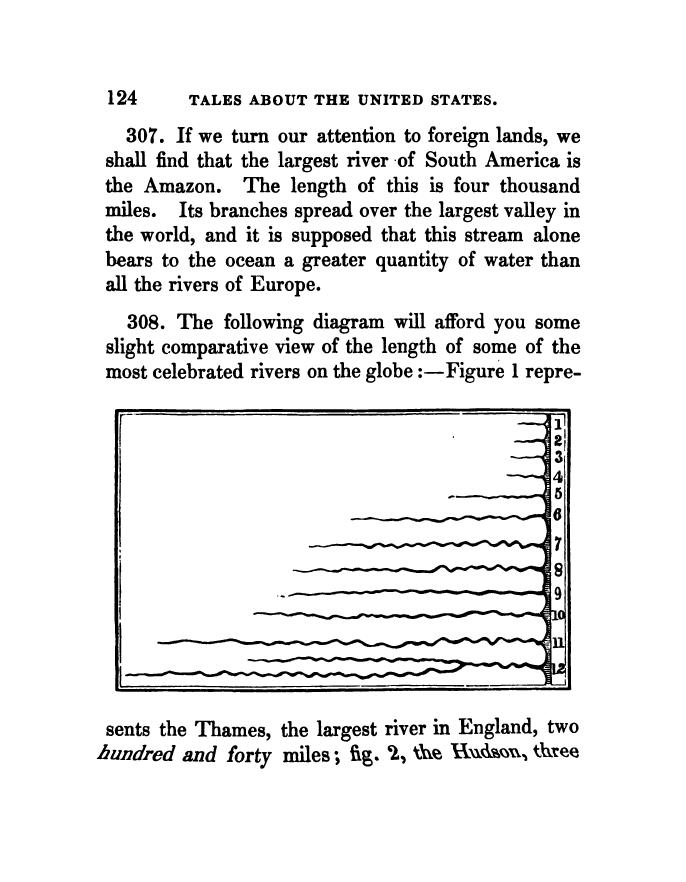 124 TALES ABOUT THE UNITED STATES.
307. If we turn our attention to foreign lands, we
shall find that the largest river of South America is
the Amazon. The length of this is four thousand
miles. Its branches spread over the largest valley in
the world, and it is supposed that this stream alone
bears to the ocean a greater quantity of water than
all the rivers of Europe.
308. The following diagram will afford you some
slight comparative view of the length of some of the
most celebrated rivers on the globe :—Figure 1 repre-
1
2
3
4
5
6
7
8
9
10
11
12
sents the Thames, the largest river in England, two
hundred and forty miles; fig. 2, the Hudson, three